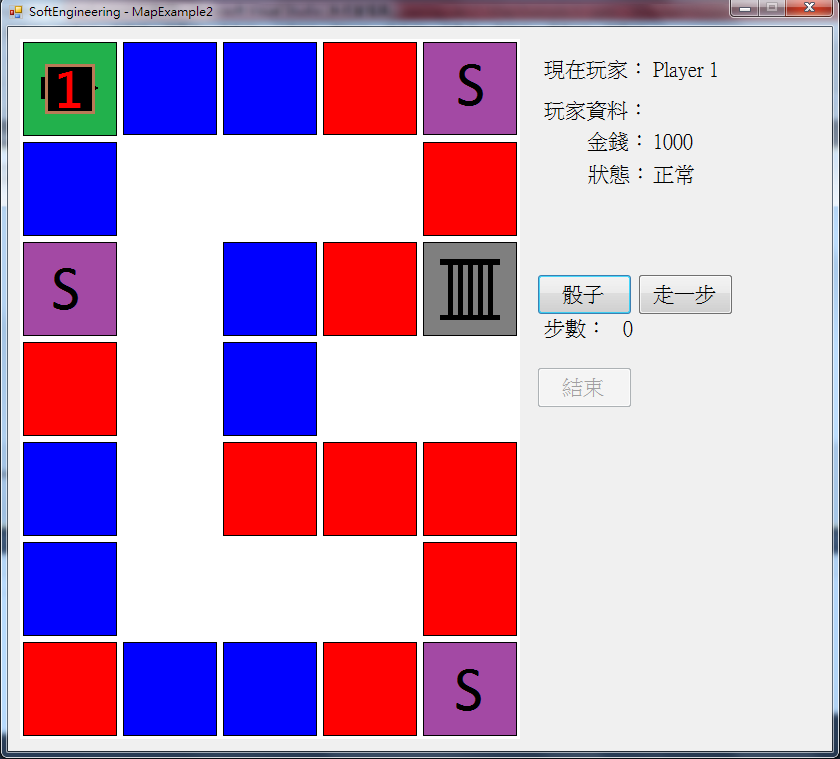 SoftEngineering - MapExample2
1
S
現在玩家： Player 1
玩家資料：
金錢： 1000
狀態： 正常
S
骰子 走一步
步數： 0
結束
S